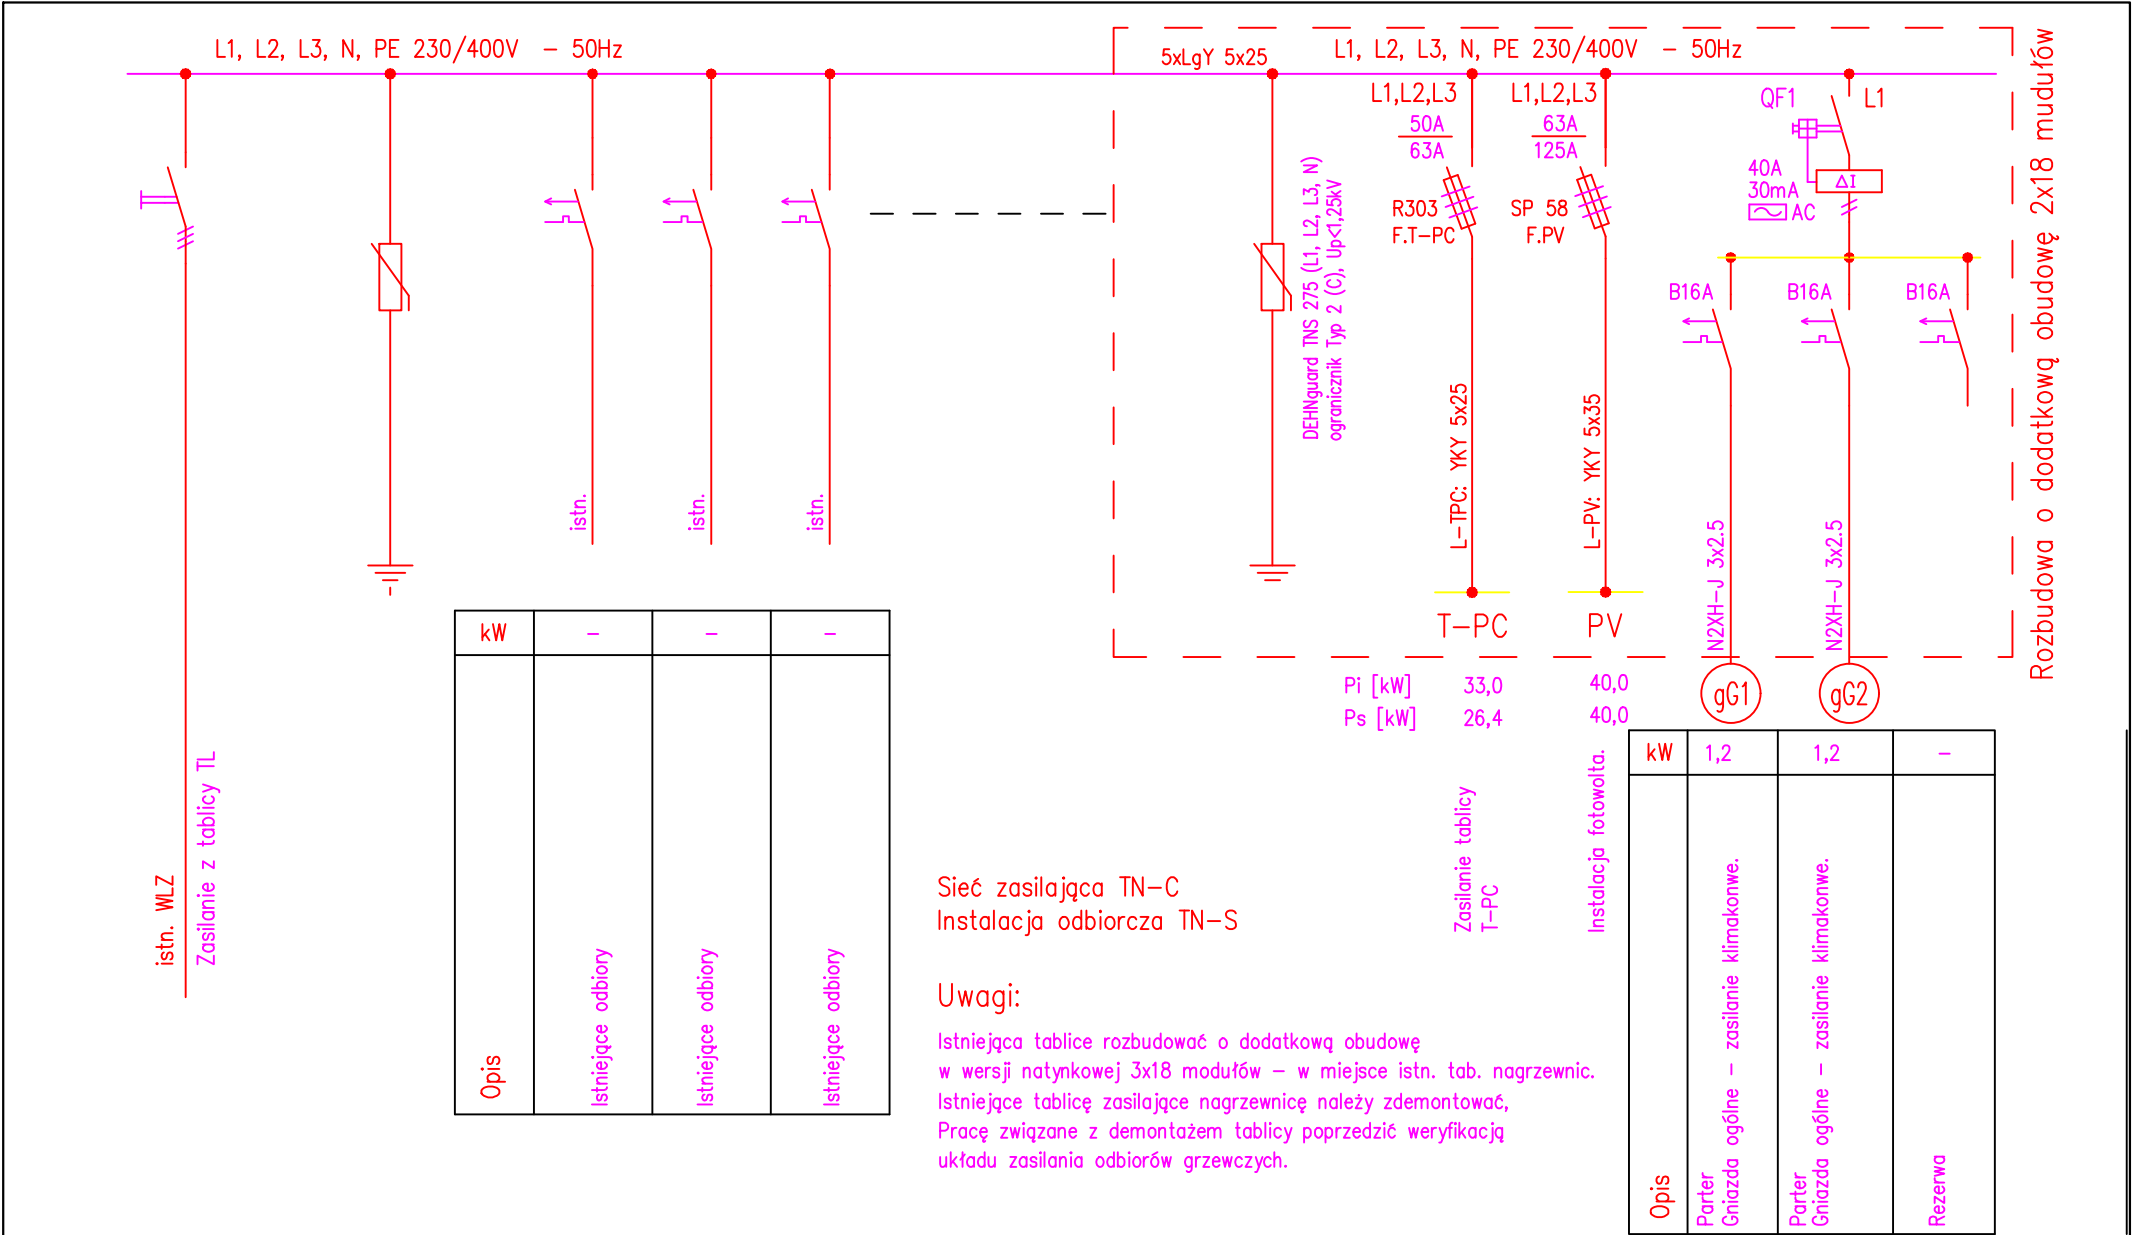 L1, L2, L3, N, PE 230/400V – 50Hz
5xLgY 5x25
L1, L2, L3, N, PE 230/400V – 50Hz
L1,L2,L3
50A
63A
R303
F.T-PC
L1,L2,L3
63A
125A
SP 58
F.PV
QF1
L1
40A
30mA
AC
ΔI
B16A
B16A
B16A
DEHNguard TNS 275 (L1, L2, L3, N)
ogranicznik Typ 2 (C), Up<1,25kV
L-TPC: YKY 5x25
L-PV: YKY 5x35
N2XH-J 3x2.5
N2XH-J 3x2.5
Rozbudowa o dodatkową obudowę 2x18 mudułów
istn.
istn.
istn.
T-PC
PV
gG1
gG2
Pi [kW] 33,0 40,0
Ps [kW] 26,4 40,0
istn. WLZ
Zasilanie z tablicy TL
kW – – –
Opis
Istniejące odbiory
Istniejące odbiory
Istniejące odbiory
Zasilanie tablicy
T-PC
Instalacja fotowolta.
kW 1,2 1,2 –
Opis
Parter
Gniazda ogólne – zasilanie klimakonwe.
Parter
Gniazda ogólne – zasilanie klimakonwe.
Rezerwa
Sieć zasilająca TN-C
Instalacja odbiorcza TN-S
Uwagi:
Istniejąca tablice rozbudować o dodatkową obudowę
w wersji natynkowej 3x18 modułów – w miejsce istn. tab. nagrzewnic.
Istniejące tablicę zasilające nagrzewnicę należy zdemontować,
Pracę związane z demontażem tablicy poprzedzić weryfikacją
układu zasilania odbiorów grzewczych.